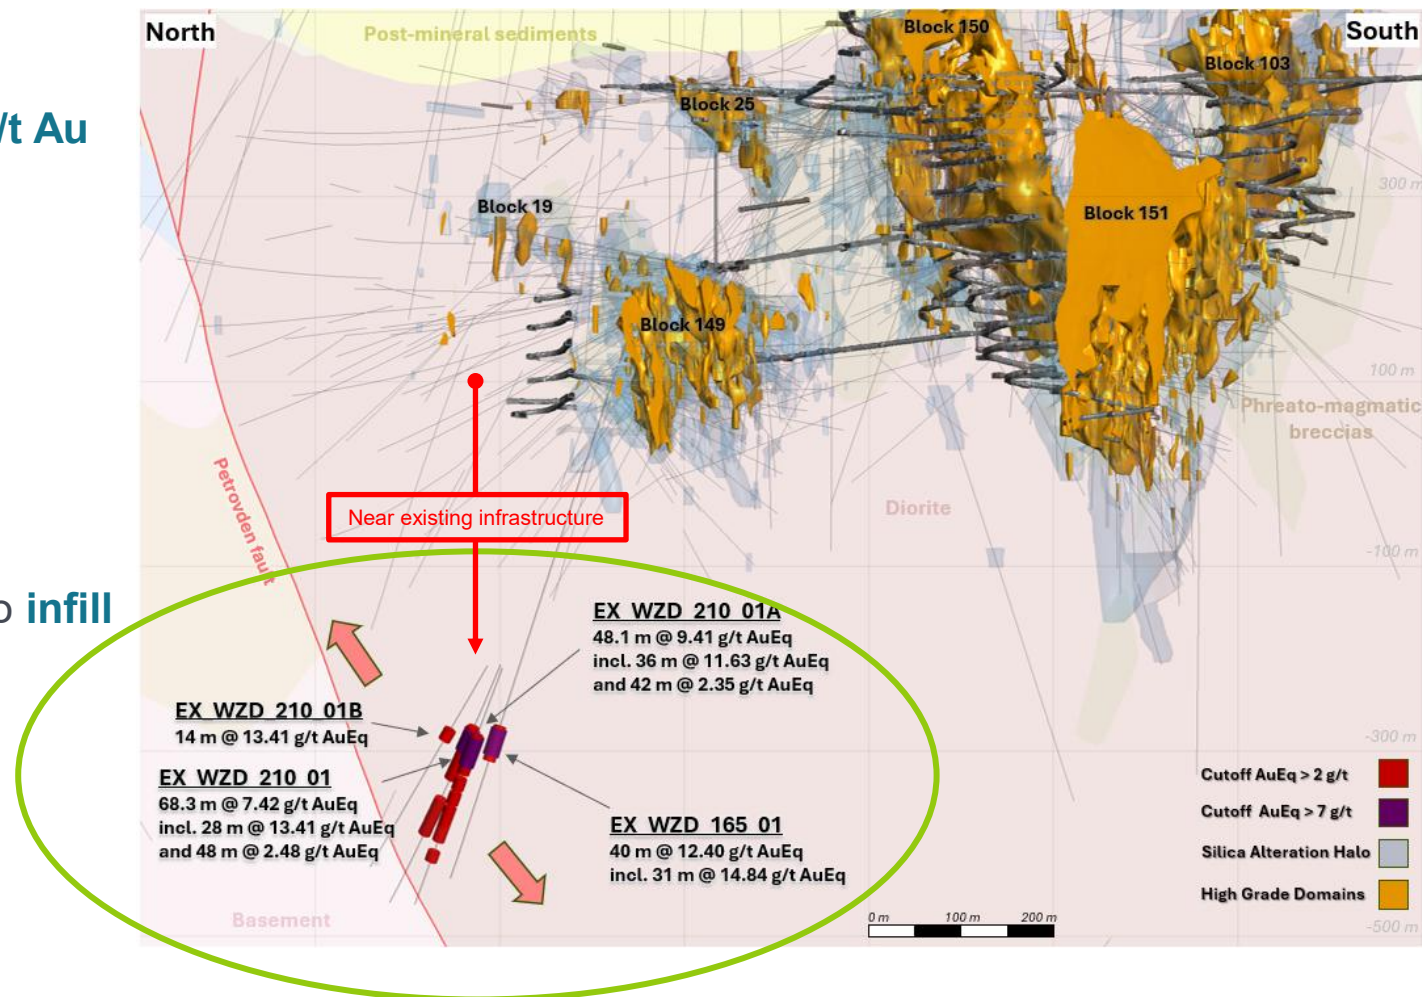 North
South
Post-mineral sediments
Block 150
Block 103
Block 25
/t Au
300 m
Block 19
Block 151
Block 149
100 m
Phreato-magmatic
breccias
Petrovden fault
Near existing infrastructure
Diorite
-100 m
o infill
EX_WZD_210_01A
48.1 m @ 9.41 g/t AuEq
incl. 36 m @ 11.63 g/t AuEq
and 42 m @ 2.35 g/t AuEq
EX_WZD_210_01B
14 m @ 13.41 g/t AuEq
-300 m
EX_WZD_210_01
68.3 m @ 7.42 g/t AuEq
incl. 28 m @ 13.41 g/t AuEq
and 48 m @ 2.48 g/t AuEq
EX_WZD_165_01
40 m @ 12.40 g/t AuEq
incl. 31 m @ 14.84 g/t AuEq
Cutoff AuEq > 2 g/t
Cutoff AuEq > 7 g/t
Silica Alteration Halo
High Grade Domains
Basement
0 m 100 m 200 m
-500 m